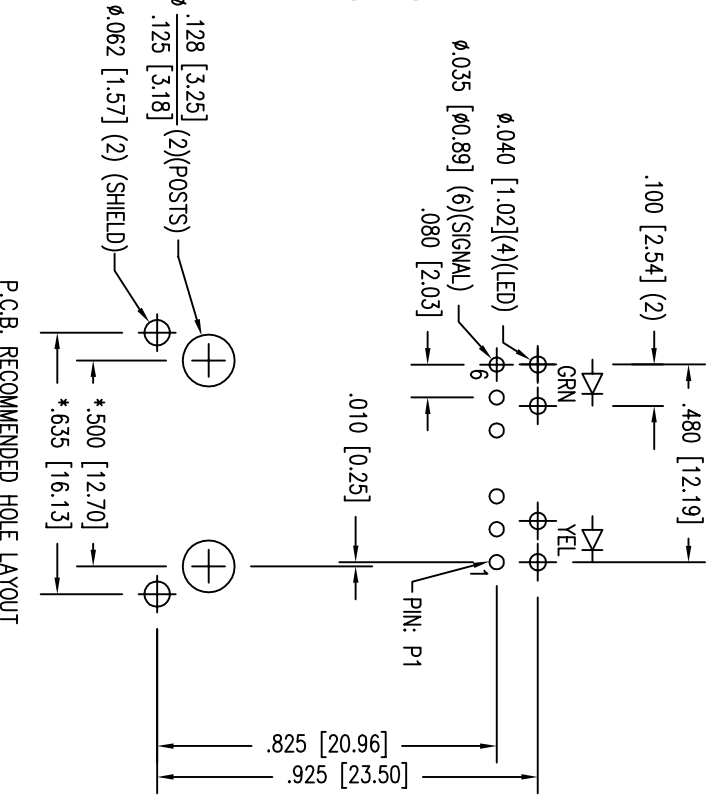 .100 [2.54] (2)
.480 [12.19]
ø.040 [1.02](4)(LED)
ø.035 [ø0.89] (6)(SIGNAL)
.080 [2.03]
GRN
YEL
6
1
PIN: P1
.010 [0.25]
ø .128 [3.25]
.125 [3.18] (2)(POSTS)
ø.062 [1.57] (2) (SHIELD)
*.500 [12.70]
*.635 [16.13]
.825 [20.96]
.925 [23.50]
P.C.B. RECOMMENDED HOLE LAYOUT